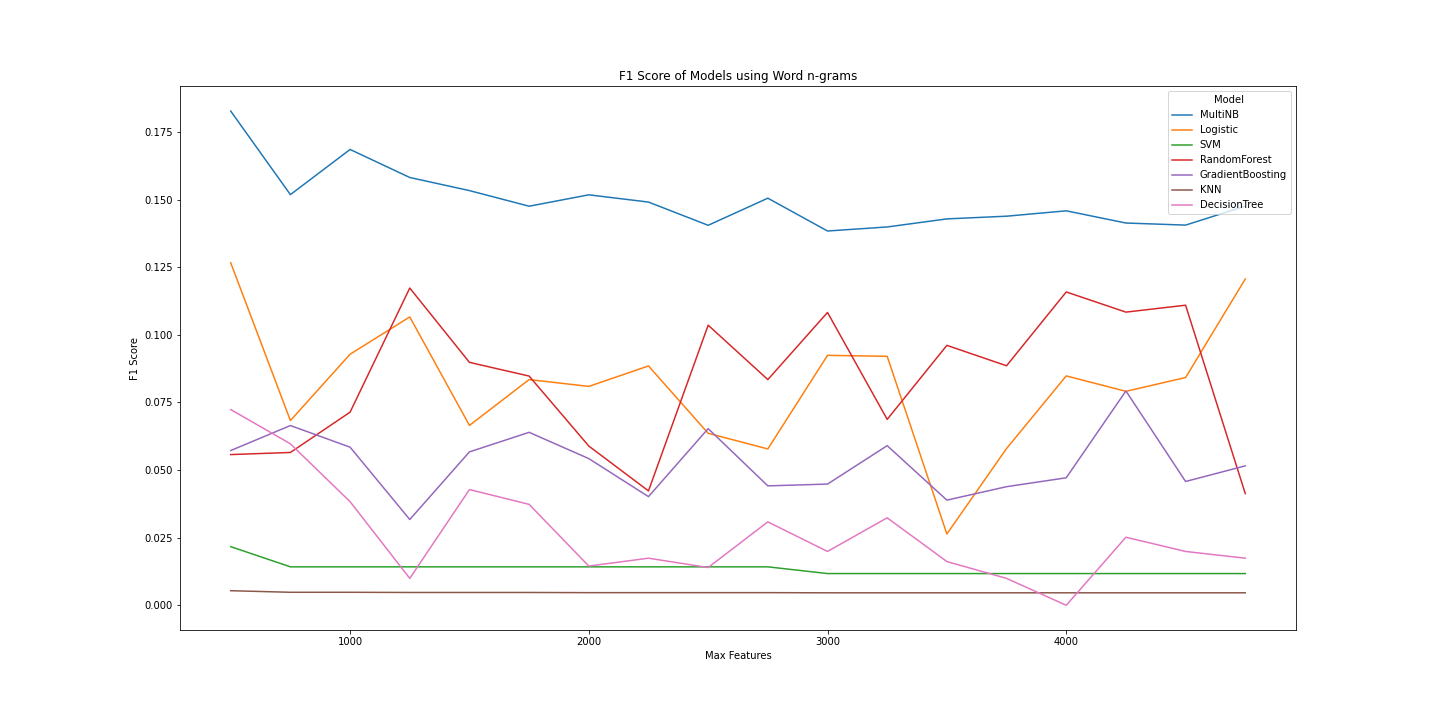 F1 Score of Models using Word n-grams
Model
MultiNB
Logistic
SVM
RandomForest
GradientBoosting
KNN
DecisionTree
0.175
0.150
0.125
0.100
0.075
0.050
0.025
0.000
F1 Score
1000 2000 3000 4000
Max Features